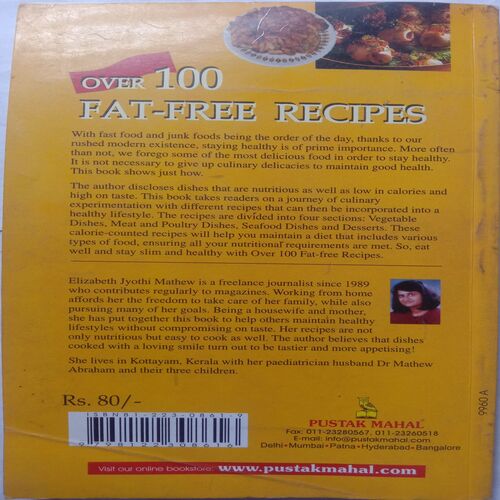 OVER 100
FAT-FREE RECIPES
With fast food and junk foods being the order of the day, thanks to our
rushed modern existence, staying healthy is of prime importance. More often
than not, we forego some of the most delicious food in order to stay healthy.
It is not necessary to give up culinary delicacies to maintain good health.
This book shows just how.
The author discloses dishes that are nutritious as well as low in calories and
high on taste. This book takes readers on a journey of culinary
experimentation with different recipes that can then be incorporated into a
healthy lifestyle. The recipes are divided into four sections: Vegetable
Dishes, Meat and Poultry Dishes, Seafood Dishes and Desserts. These
calorie-counted recipes will help you maintain a diet that includes various
types of food, ensuring all your nutritional requirements are met. So, eat
well and stay slim and healthy with Over 100 Fat-free Recipes.
Elizabeth Jyothi Mathew is a freelance journalist since 1989
who contributes regularly to magazines. Working from home
affords her the freedom to take care of her family, while also
pursuing many of her goals. Being a housewife and mother,
she has put together this book to help others maintain healthy
lifestyles without compromising on taste. Her recipes are not
only nutritious but easy to cook as well. The author believes that dishes
cooked with a loving smile turn out to be tastier and more appetising!
She lives in Kottayam, Kerala with her paediatrician husband Dr Mathew
Abraham and their three children.
Rs. 80/-
ISBN81-223-0861-9
9788122308616
PUSTAK MAHAL
Fax: 011-23280567, 011-23260518
E-mail: info@pustakmahal.com
Delhi • Mumbai • Patna • Hyderabad • Bangalore
9960 A
Visit our online bookstore: www.pustakmahal.com